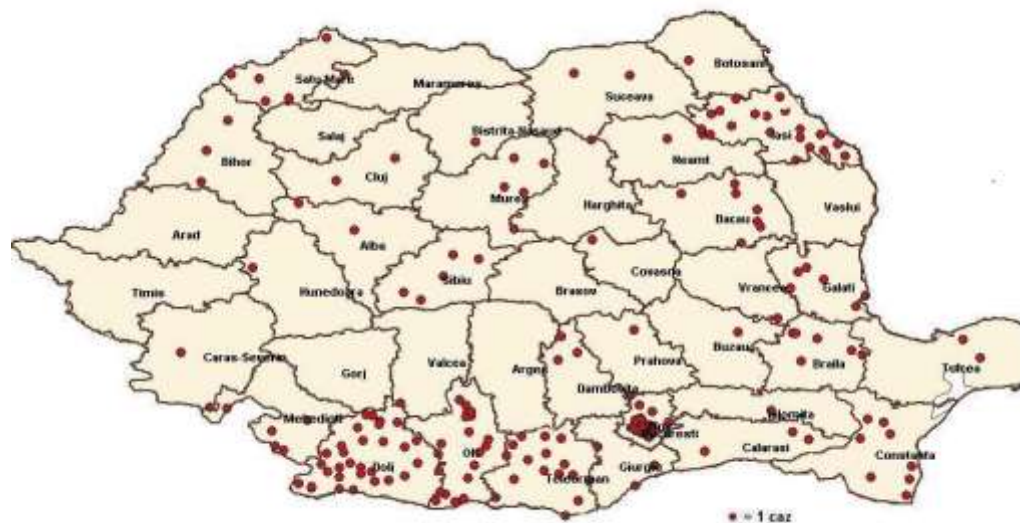 Botosani
Satu Mare
Maramures
Suceava
Iasi
Salaj
Bistrita-Nasaud
Neamt
Bihor
Cluj
Mures
Harghita
Bacau
Vaslui
Arad
Alba
Sibiu
Covasna
Timis
Hunedoara
Brasov
Vrancea
Galati
Caras-Severin
Gorj
Valcea
Arges
Prahova
Buzau
Braila
Tulcea
Dambovita
Mehedinti
Ialomita
Bucuresti
Dolj
Olt
Teleorman
Giurgiu
Calarasi
Constanta
= 1 caz